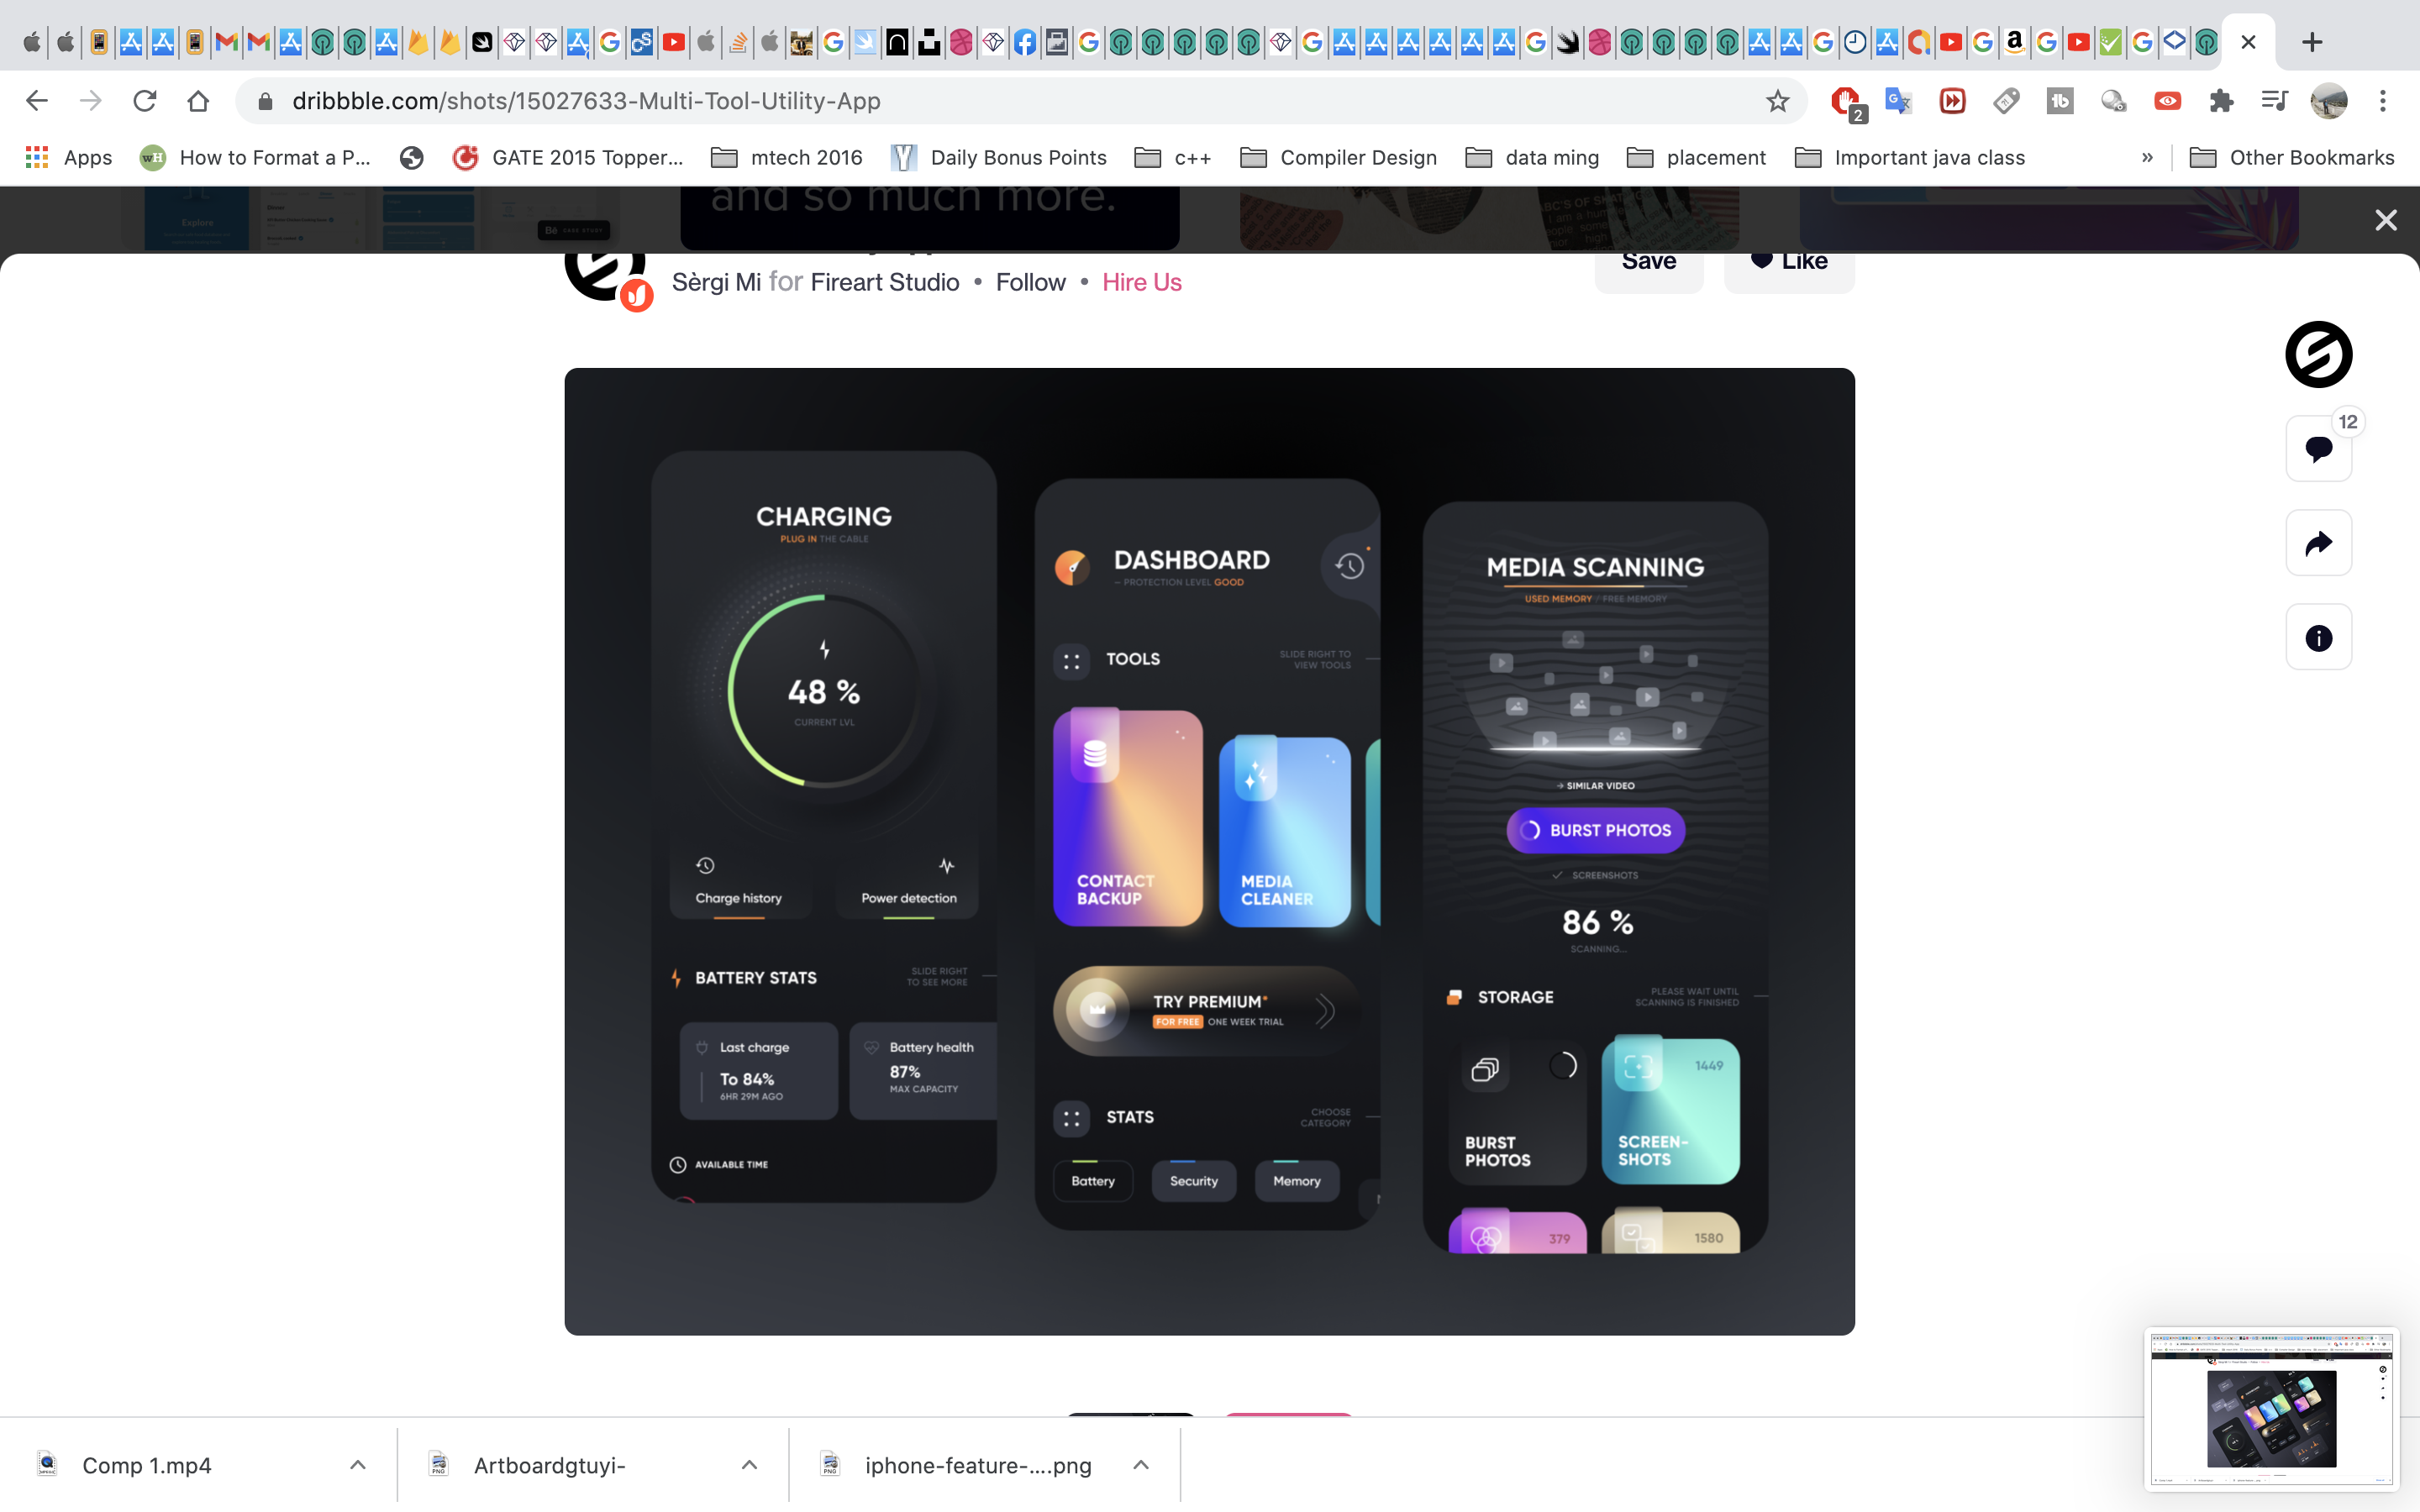 dribbble.com/shots/15027633-Multi-Tool-Utility-App
2
Apps
How to Format a P...
GATE 2015 Topper...
mtech 2016
Daily Bonus Points
c++
Compiler Design
data ming
placement
Important java class
»
Other Bookmarks
Explore
Bē CASE STUDY
and so much more.
Sèrgi Mi for Fireart Studio • Follow • Hire Us
Save
Like
12
CHARGING
PLUG IN THE CABLE
48 %
CURRENT LVL
Charge history
Power detection
BATTERY STATS
SLIDE RIGHT
TO SEE MORE
Last charge
To 84%
6HR 29M AGO
Battery health
87%
MAX CAPACITY
AVAILABLE TIME
DASHBOARD
– PROTECTION LEVEL GOOD
TOOLS
SLIDE RIGHT TO
VIEW TOOLS
CONTACT
BACKUP
MEDIA
CLEANER
TRY PREMIUM*
FOR FREE ONE WEEK TRIAL
STATS
CHOOSE
CATEGORY
Battery
Security
Memory
MEDIA SCANNING
USED MEMORY / FREE MEMORY
SIMILAR VIDEO
BURST PHOTOS
SCREENSHOTS
86 %
SCANNING...
STORAGE
PLEASE WAIT UNTIL
SCANNING IS FINISHED
BURST
PHOTOS
1449
SCREEN-
SHOTS
379
1580
Comp 1.mp4
Artboardgtuyi-
iphone-feature-....png